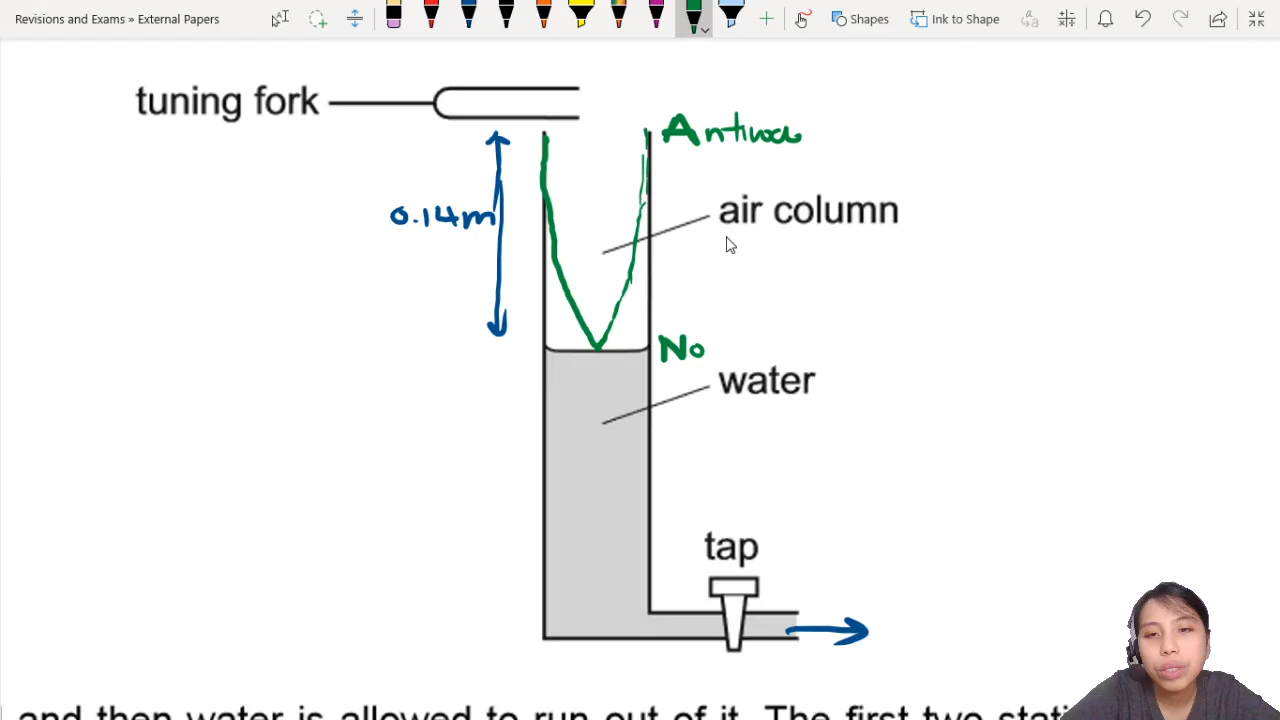 Revisions and Exams » External Papers
Shapes
Ink to Shape
tuning fork
Antinode
0.14m
air column
No
water
tap
and then water is allowed to run out of it. The first two stati